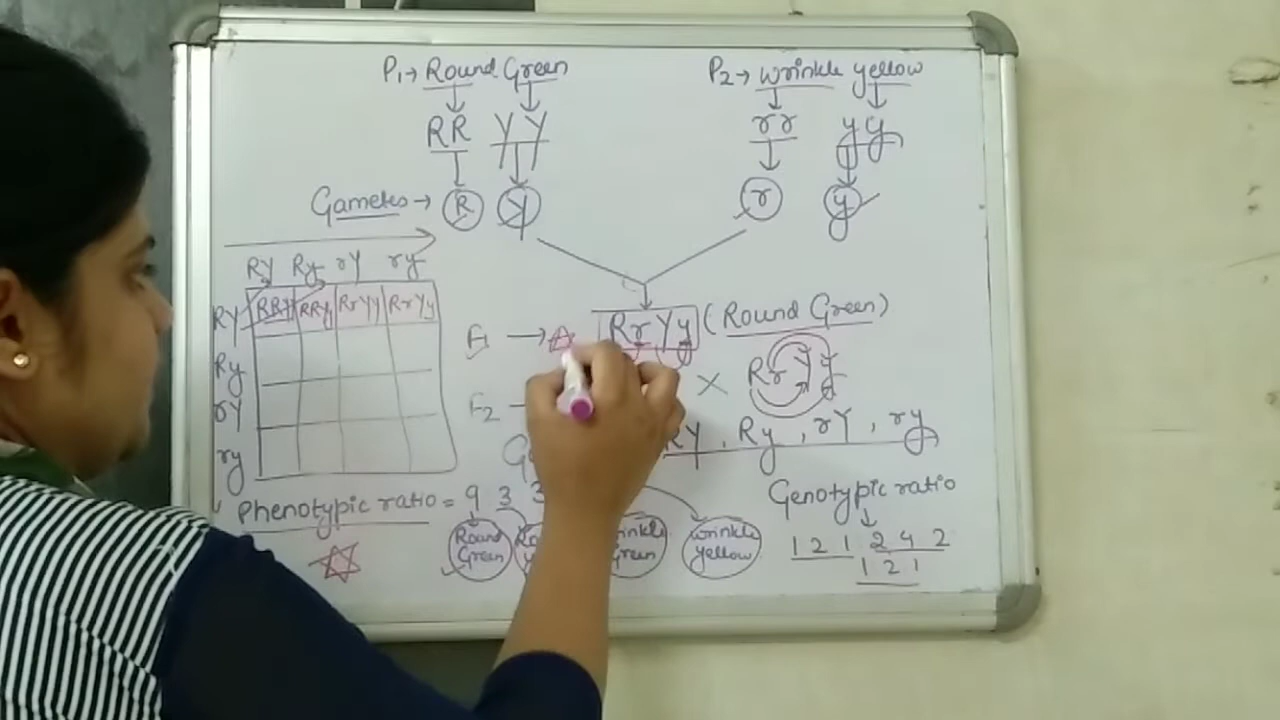 P1→ Round Green
P2→ wrinkle yellow
RR YY
rr yy
Gametes → R Y
r y
RY Ry rY ry
RY RRYY RRYy RrYY RrYy
F1 → RrYy (Round Green)
Ry
× RrYy
rY
F2
RY, Ry, rY, ry
ry
Genotypic ratio
Phenotypic ratio = 9 3 3
1 2 1 2 4 2
1 2 1
Round Green
wrinkle yellow